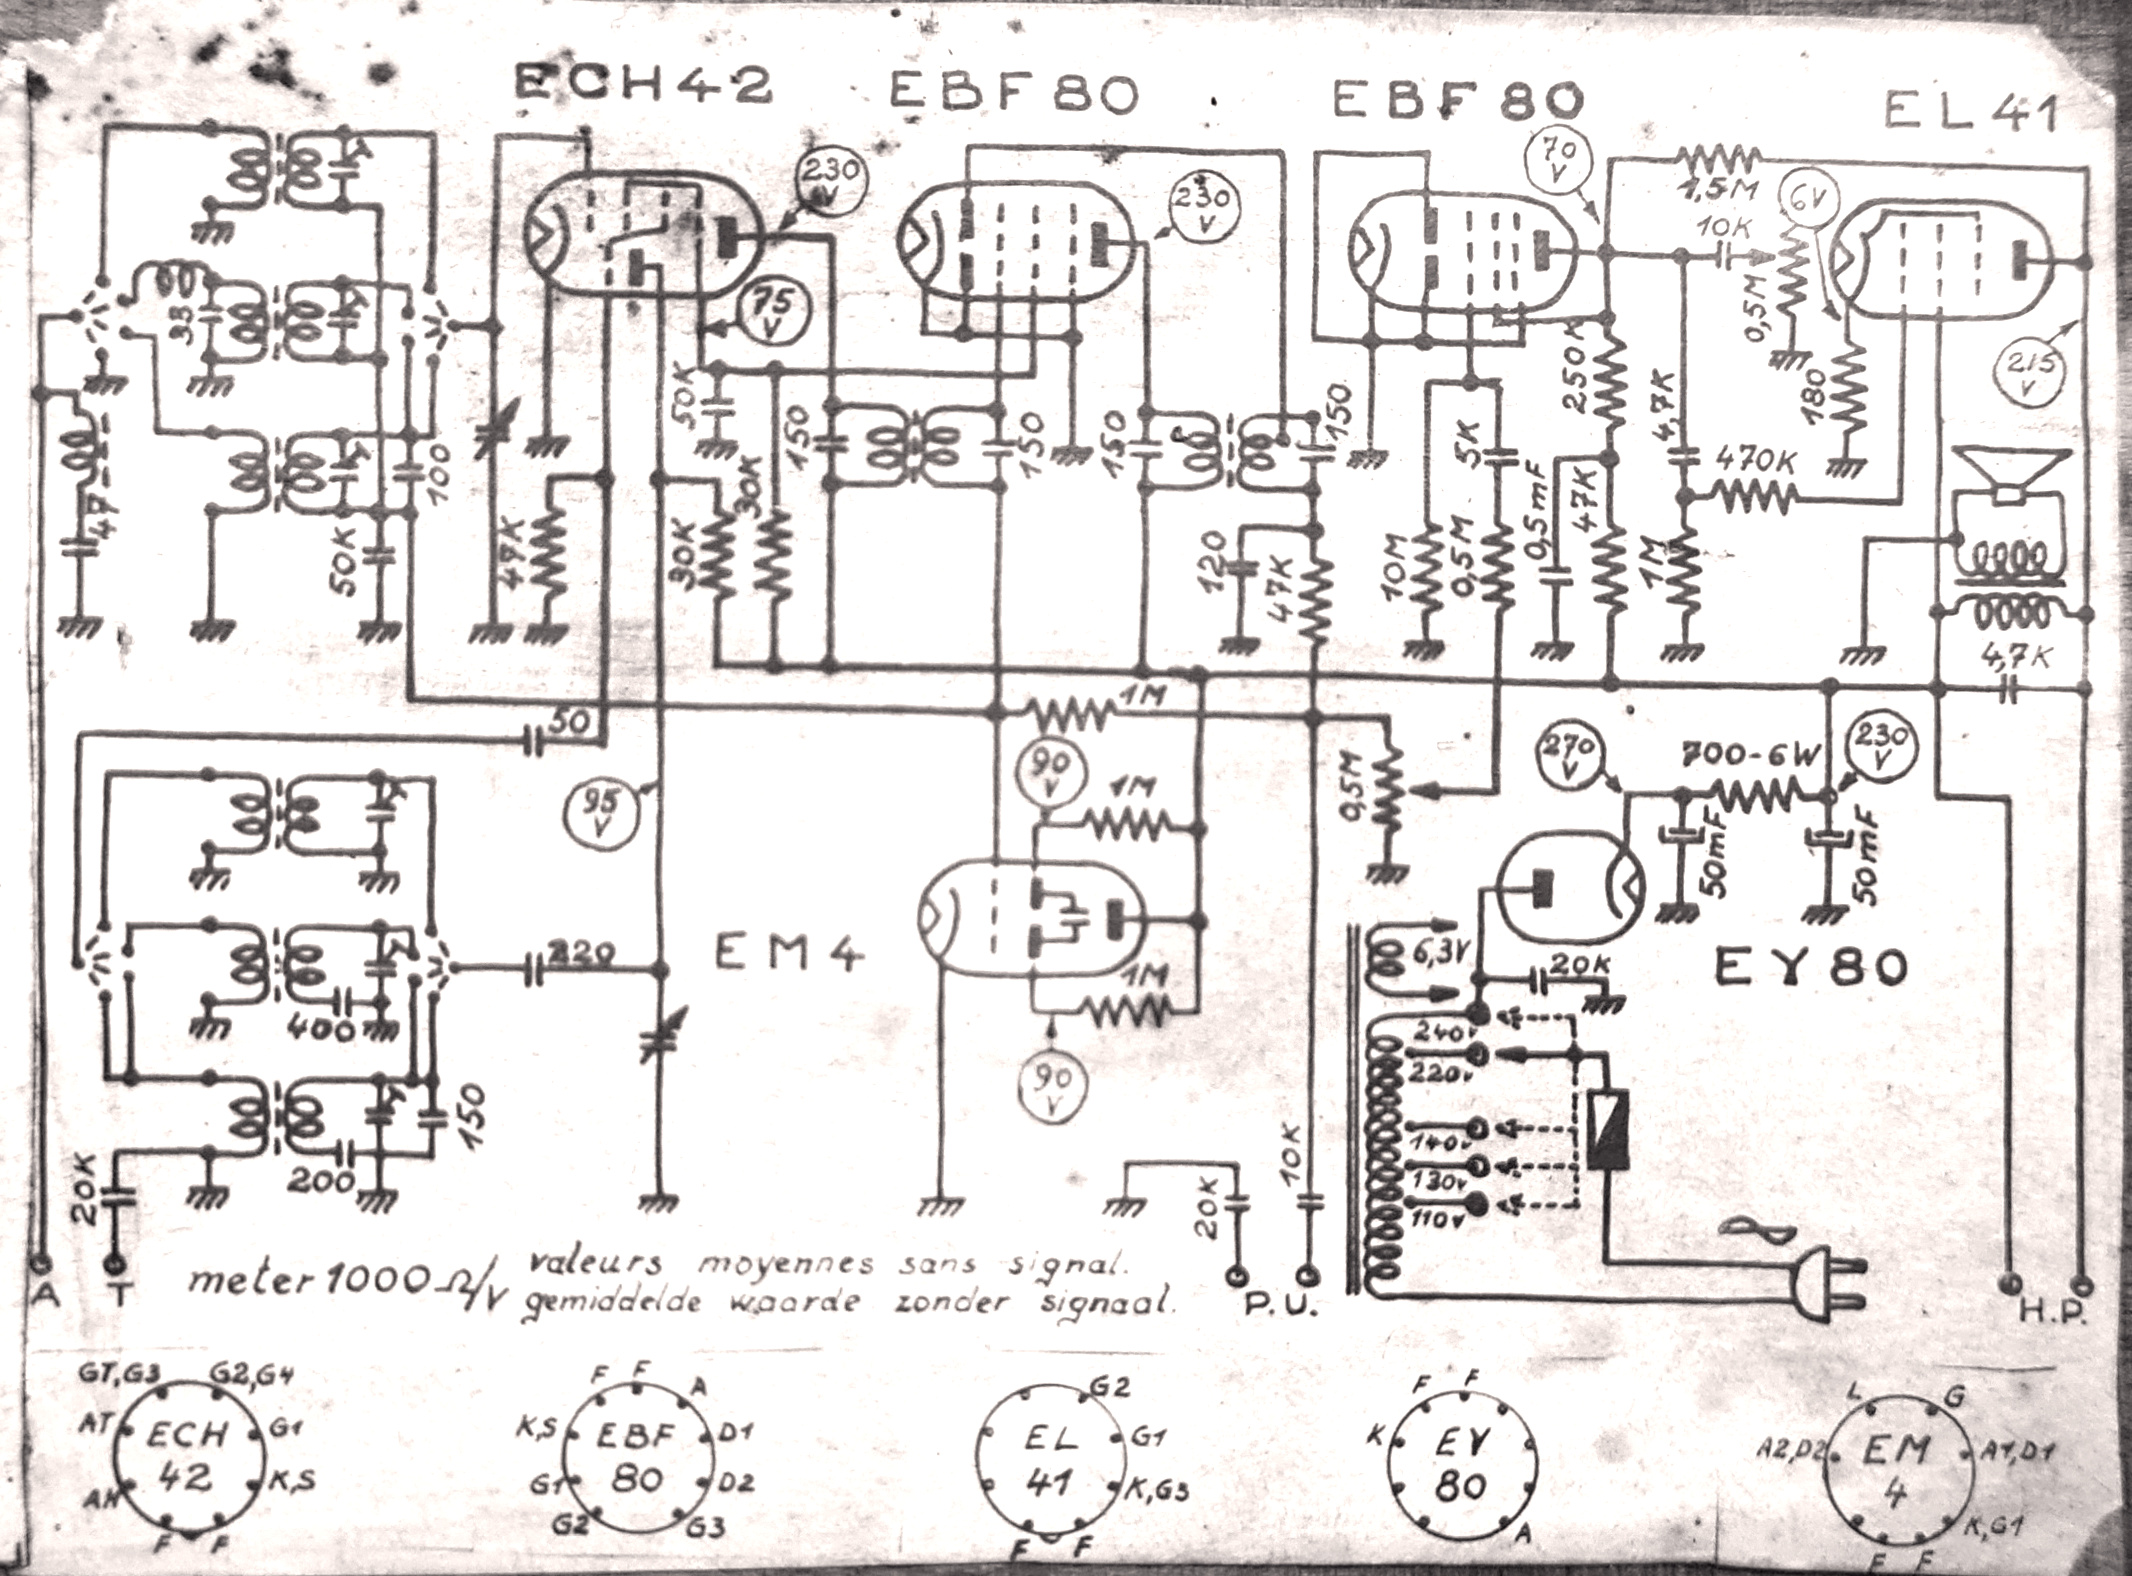 ECH42
EBF80
EBF80
EL41
230 V
230 V
70 V
1,5M
6V
10K
0,5M
35
75 V
50K
150
150
150
150
250K
4,7K
180
215 V
100
47
50K
47K
30K
30K
120
47K
10M
5K
0,5M
0,5mF
47K
470K
1M
4,7K
50
1M
95 V
90 V
1M
0,5M
270 V
700-6W
230 V
50mF
50mF
EM4
220
1M
90 V
EY80
6,3V
20K
240v
220v
140v
130v
110v
400
150
200
20K
20K
10K
A
T
P.U.
H.P.
meter 1000Ω/V
valeurs moyennes sans signal.
gemiddelde waarde zonder signaal.
GT,G3 G2,G4
AT G1
ECH
42
AH K,S
F F
F F A
K,S D1
EBF
80
G1 D2
G2 G3
G2
EL G1
41 K,G3
F F
F F
K EY
80
A
L G
A2,D2 EM A1,D1
4
K,G1
F F